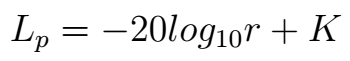 L_p = -20log_{10}r + K